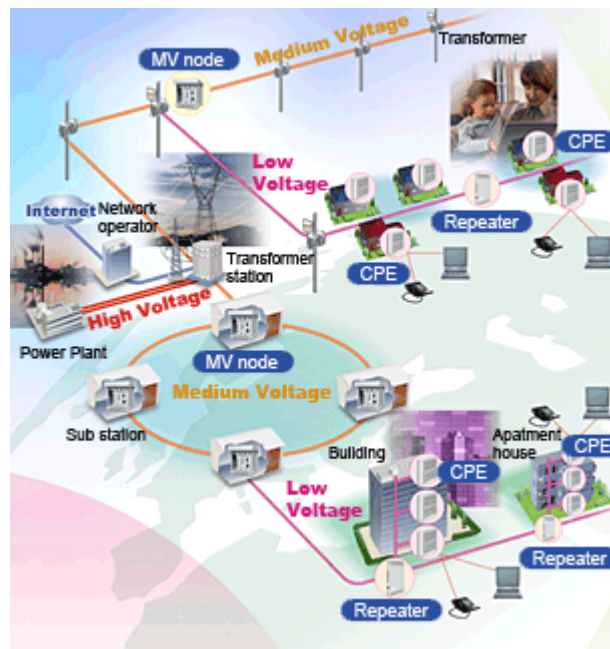 Medium Voltage
Transformer
MV node
CPE
Low
Voltage
Internet
Network
operator
Repeater
Transformer
station
CPE
High Voltage
Power Plant
MV node
Medium Voltage
Sub station
Building
Apatment
house
CPE
CPE
Low
Voltage
Repeater
Repeater